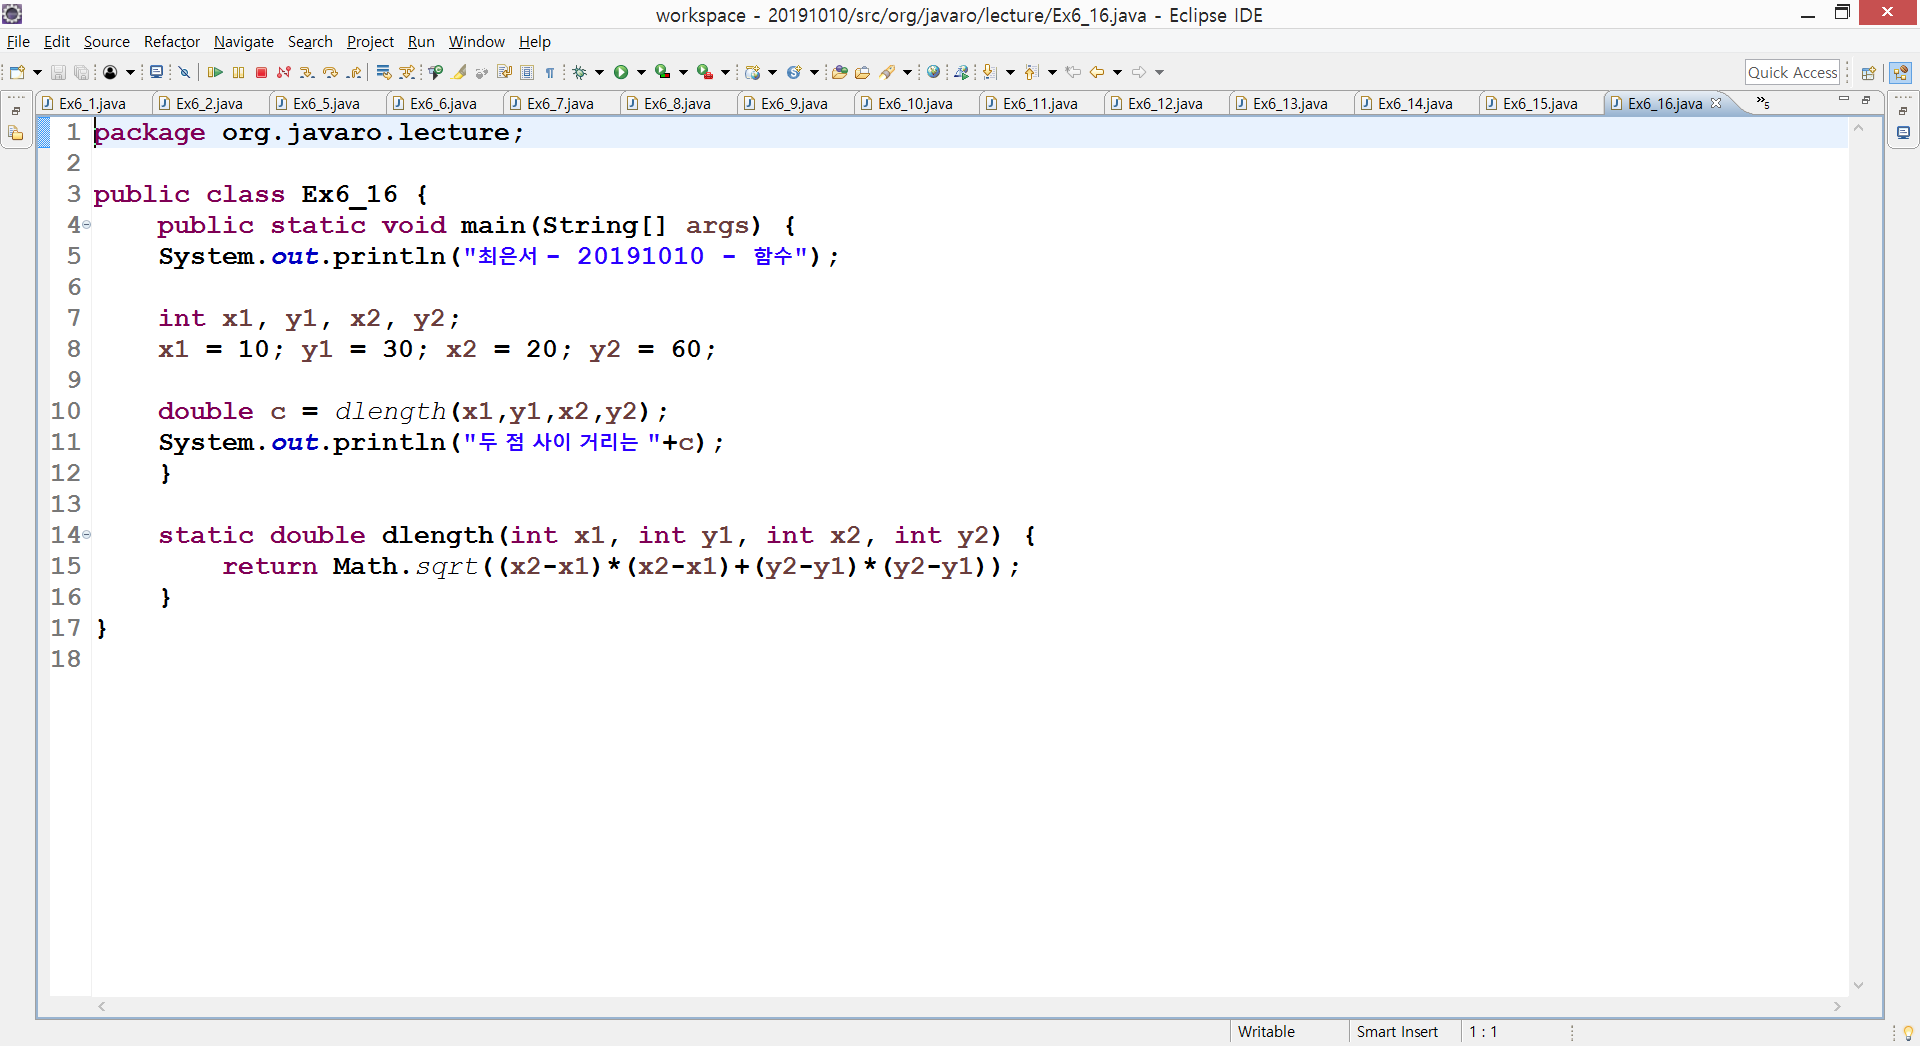 workspace - 20191010/src/org/javaro/lecture/Ex6_16.java - Eclipse IDE
File Edit Source Refactor Navigate Search Project Run Window Help
Quick Access
Ex6_1.java Ex6_2.java Ex6_5.java Ex6_6.java Ex6_7.java Ex6_8.java Ex6_9.java Ex6_10.java Ex6_11.java Ex6_12.java Ex6_13.java Ex6_14.java Ex6_15.java Ex6_16.java »5
1 package org.javaro.lecture;
2
3 public class Ex6_16 {
4 public static void main(String[] args) {
5 System.out.println("최은서 - 20191010 - 함수");
6
7 int x1, y1, x2, y2;
8 x1 = 10; y1 = 30; x2 = 20; y2 = 60;
9
10 double c = dlength(x1,y1,x2,y2);
11 System.out.println("두 점 사이 거리는 "+c);
12 }
13
14 static double dlength(int x1, int y1, int x2, int y2) {
15 return Math.sqrt((x2-x1)*(x2-x1)+(y2-y1)*(y2-y1));
16 }
17 }
18
Writable Smart Insert 1 : 1